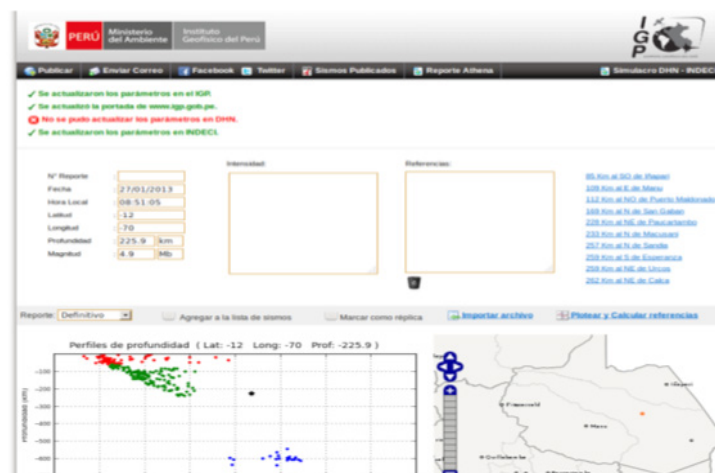 PERÚ Ministerio del Ambiente Instituto Geofísico del Perú
IGP
Publicar Enviar Correo Facebook Twitter Sismos Publicados Reporte Athena Simulacro DHN - INDECI
Se actualizaron los parámetros en el IGP.
Se actualizó la portada de www.igp.gob.pe.
No se pudo actualizar los parámetros en DHN.
Se actualizaron los parámetros en INDECI.
Intensidad:
Referencias:
N° Reporte :
Fecha : 27/01/2013
Hora Local : 08:51:05
Latitud : -12
Longitud : -70
Profundidad : 225.9 km
Magnitud : 4.9 Mb
85 Km al SO de Iñapari
109 Km al E de Manu
112 Km al NO de Puerto Maldonado
169 Km al N de San Gaban
228 Km al NE de Paucartambo
233 Km al N de Macusani
257 Km al N de Sandia
259 Km al S de Esperanza
259 Km al NE de Urcos
262 Km al NE de Calca
Reporte: Definitivo Agregar a la lista de sismos Marcar como réplica Importar archivo Plotear y Calcular referencias
Perfiles de profundidad ( Lat: -12 Long: -70 Prof: -225.9 )
Profundidad (km)
-100
-200
-300
-400
-500
-600
Iñapari
Manu